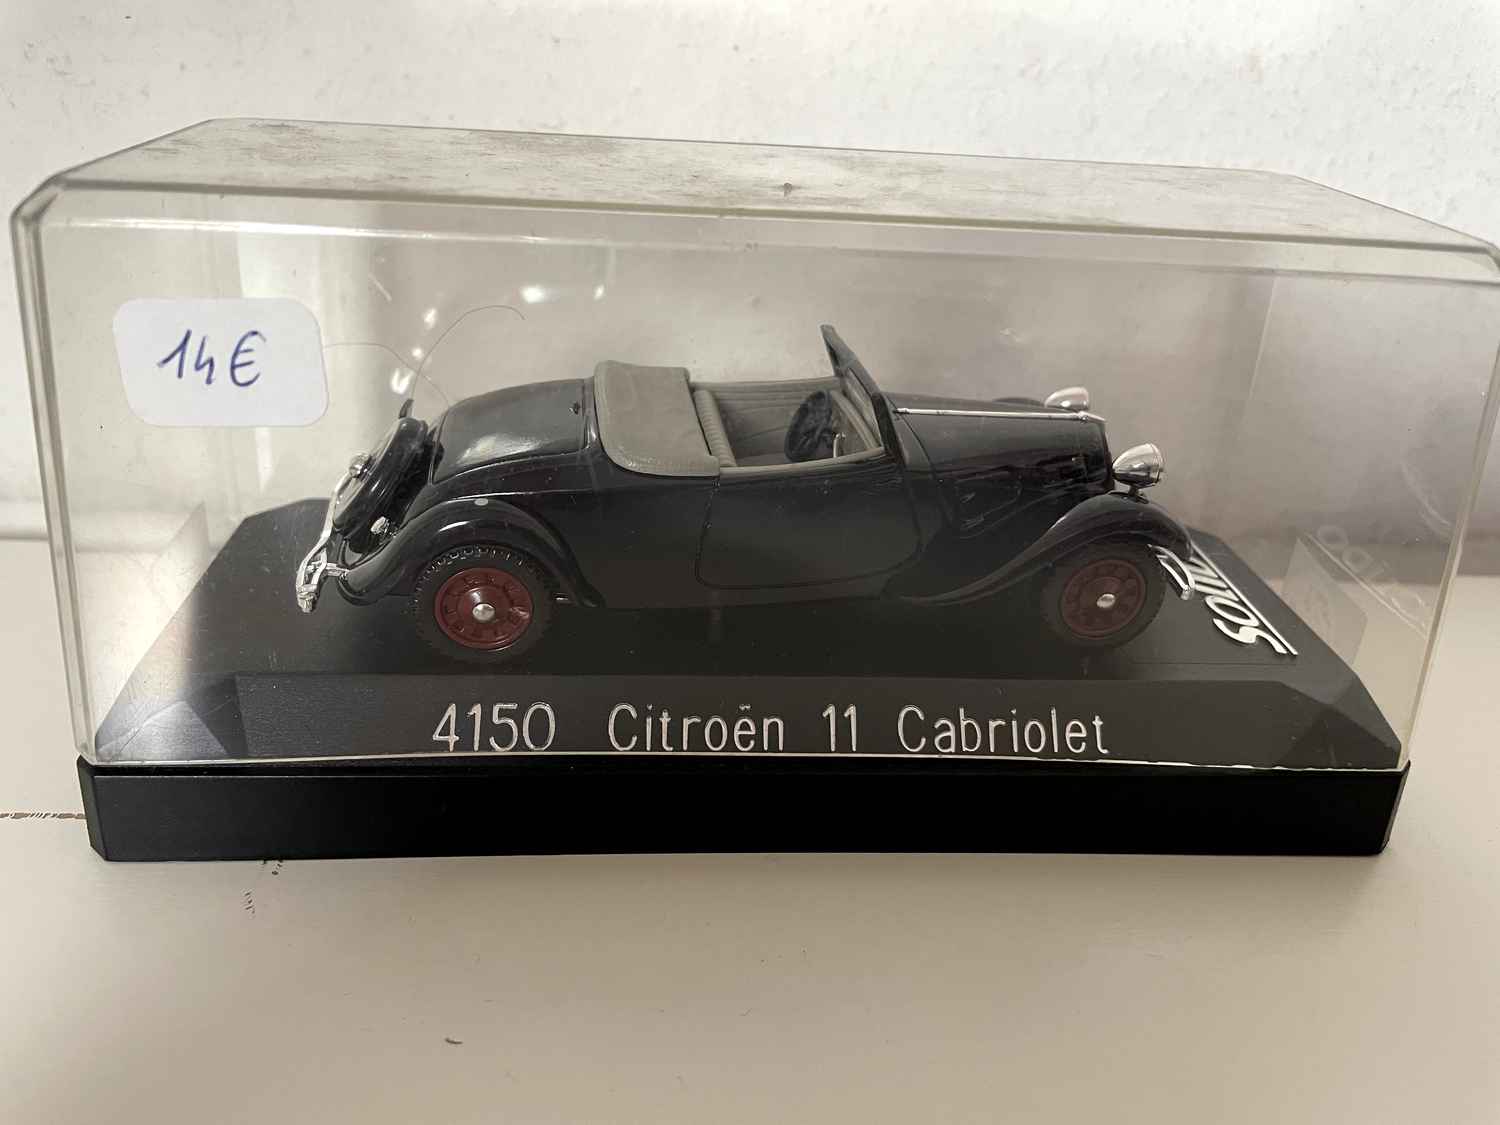 14€
solido
4150 Citroën 11 Cabriolet